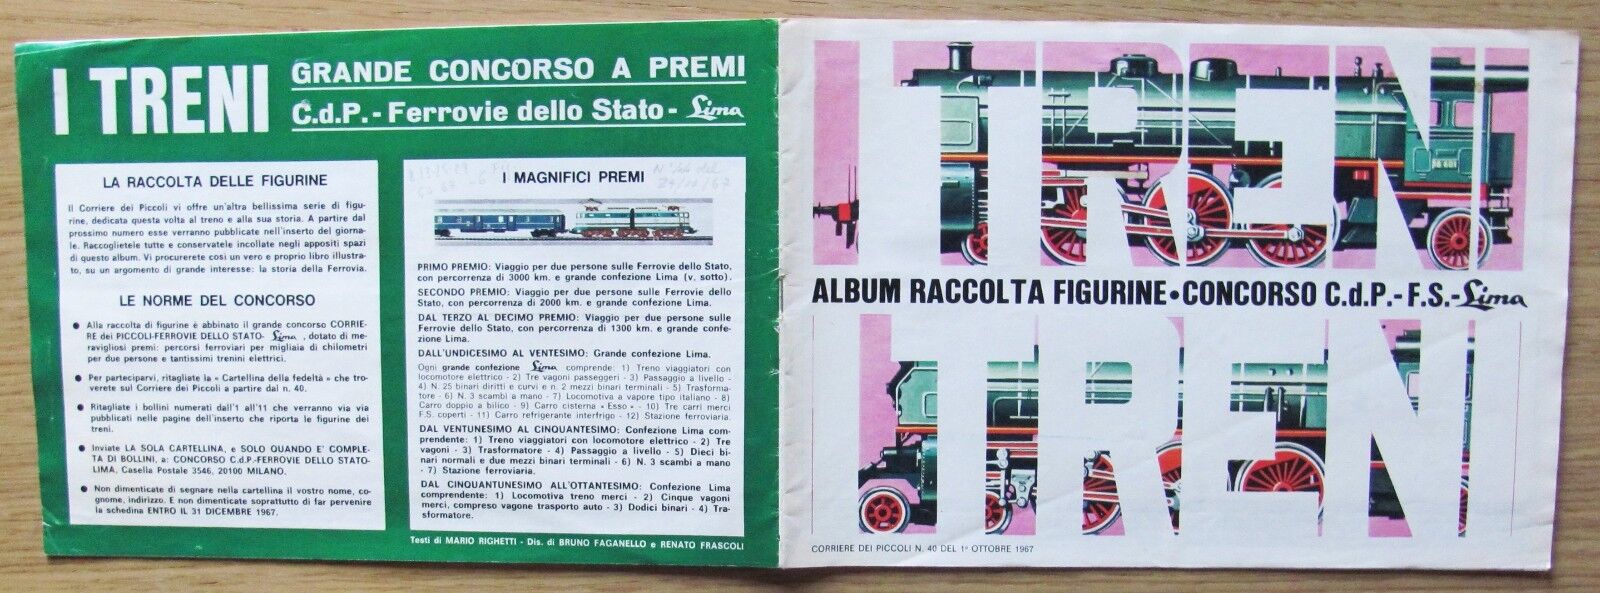 I TRENI
GRANDE CONCORSO A PREMI
C.d.P. - Ferrovie dello Stato - Lima
LA RACCOLTA DELLE FIGURINE
Il Corriere dei Piccoli vi offre un'altra bellissima serie di figu-
rine, dedicata questa volta al treno e alla sua storia. A partire dal
prossimo numero esse verranno pubblicate nell'inserto del giorna-
le. Raccoglietele tutte e conservatele incollate negli appositi spazi
di questo album. Vi procurerete così un vero e proprio libro illustra-
to, su un argomento di grande interesse: la storia della Ferrovia.
LE NORME DEL CONCORSO
● Alla raccolta di figurine è abbinato il grande concorso CORRIE-
RE dei PICCOLI-FERROVIE DELLO STATO- Lima , dotato di me-
ravigliosi premi: percorsi ferroviari per migliaia di chilometri
per due persone e tantissimi trenini elettrici.
● Per parteciparvi, ritagliate la « Cartellina della fedeltà » che tro-
verete sul Corriere dei Piccoli a partire dal n. 40.
● Ritagliate i bollini numerati dall'1 all'11 che verranno via via
pubblicati nelle pagine dell'inserto che riporta le figurine dei
treni.
● Inviate LA SOLA CARTELLINA, e SOLO QUANDO E' COMPLE-
TA DI BOLLINI, a: CONCORSO C.d.P.-FERROVIE DELLO STATO-
LIMA, Casella Postale 3546, 20100 MILANO.
● Non dimenticate di segnare nella cartellina il vostro nome, co-
gnome, indirizzo. E non dimenticate soprattutto di far pervenire
la schedina ENTRO IL 31 DICEMBRE 1967.
I MAGNIFICI PREMI
PRIMO PREMIO: Viaggio per due persone sulle Ferrovie dello Stato,
con percorrenza di 3000 km. e grande confezione Lima (v. sotto).
SECONDO PREMIO: Viaggio per due persone sulle Ferrovie dello
Stato, con percorrenza di 2000 km. e grande confezione Lima.
DAL TERZO AL DECIMO PREMIO: Viaggio per due persone sulle
Ferrovie dello Stato, con percorrenza di 1300 km. e grande confe-
zione Lima.
DALL'UNDICESIMO AL VENTESIMO: Grande confezione Lima.
Ogni grande confezione Lima comprende: 1) Treno viaggiatori con
locomotore elettrico - 2) Tre vagoni passeggeri - 3) Passaggio a livello -
4) N. 25 binari diritti e curvi e n. 2 mezzi binari terminali - 5) Trasforma-
tore - 6) N. 3 scambi a mano - 7) Locomotiva a vapore tipo italiano - 8)
Carro doppio a bilico - 9) Carro cisterna « Esso » - 10) Tre carri merci
F.S. coperti - 11) Carro refrigerante interfrigo - 12) Stazione ferroviaria.
DAL VENTUNESIMO AL CINQUANTESIMO: Confezione Lima com-
prendente: 1) Treno viaggiatori con locomotore elettrico - 2) Tre
vagoni - 3) Trasformatore - 4) Passaggio a livello - 5) Dieci bi-
nari normali e due mezzi binari terminali - 6) N. 3 scambi a mano
- 7) Stazione ferroviaria.
DAL CINQUANTUNESIMO ALL'OTTANTESIMO: Confezione Lima
comprendente: 1) Locomotiva treno merci - 2) Cinque vagoni
merci, compreso vagone trasporto auto - 3) Dodici binari - 4) Tra-
sformatore.
Testi di MARIO RIGHETTI - Dis. di BRUNO FAGANELLO e RENATO FRASCOLI
I TRENI
ALBUM RACCOLTA FIGURINE • CONCORSO C.d.P.-F.S.-Lima
I TRENI
CORRIERE DEI PICCOLI N. 40 DEL 1º OTTOBRE 1967